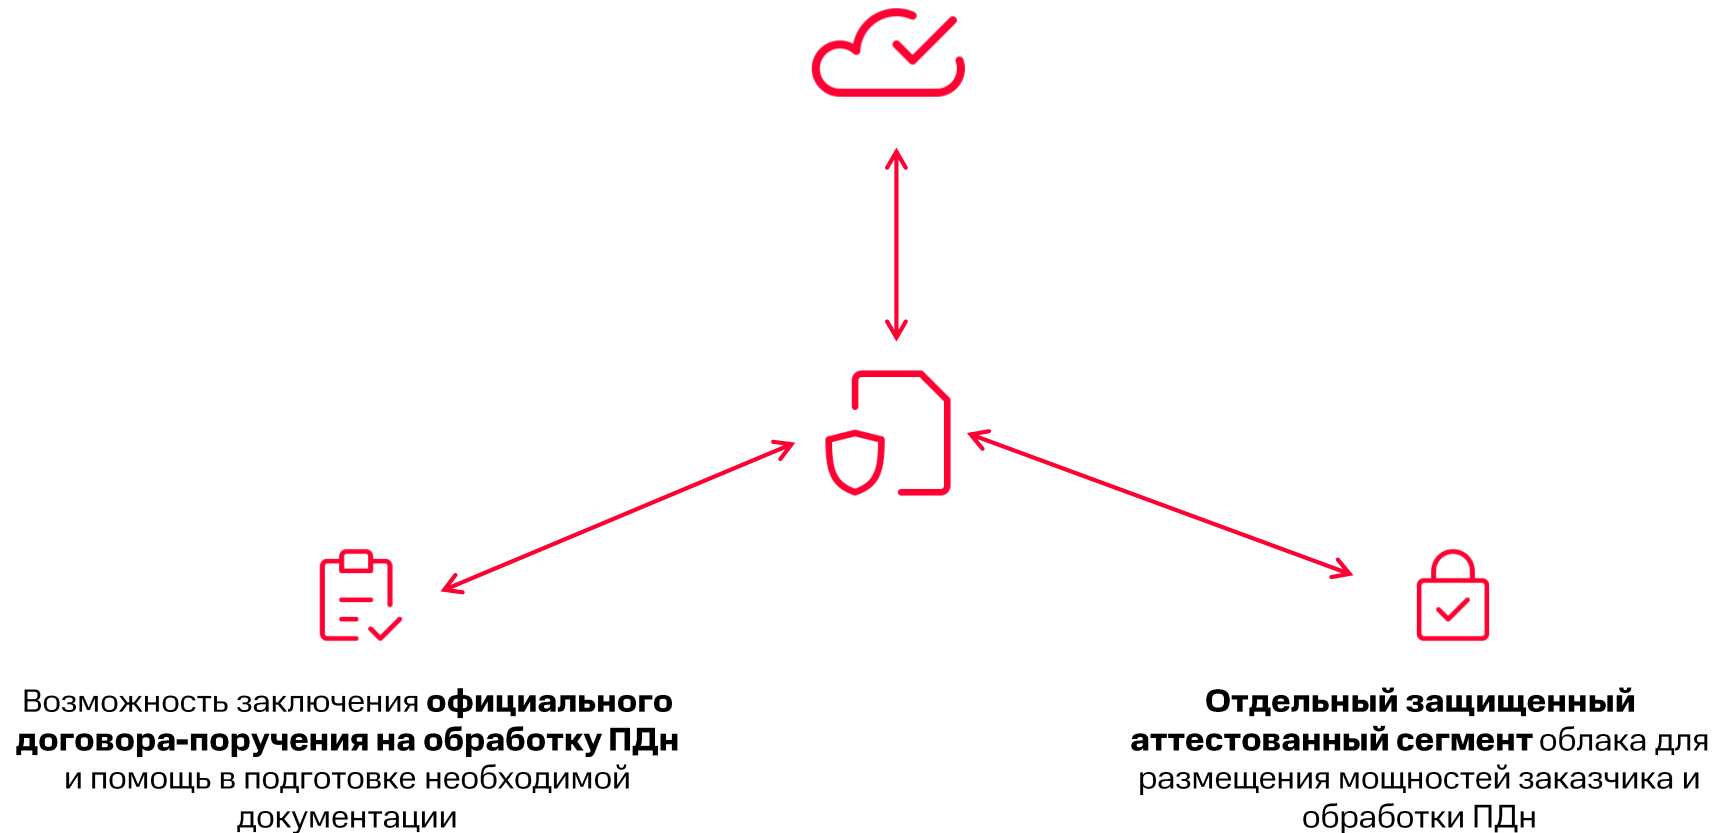 Возможность заключения официального
договора-поручения на обработку ПДн
и помощь в подготовке необходимой
документации
Отдельный защищенный
аттестованный сегмент облака для
размещения мощностей заказчика и
обработки ПДн